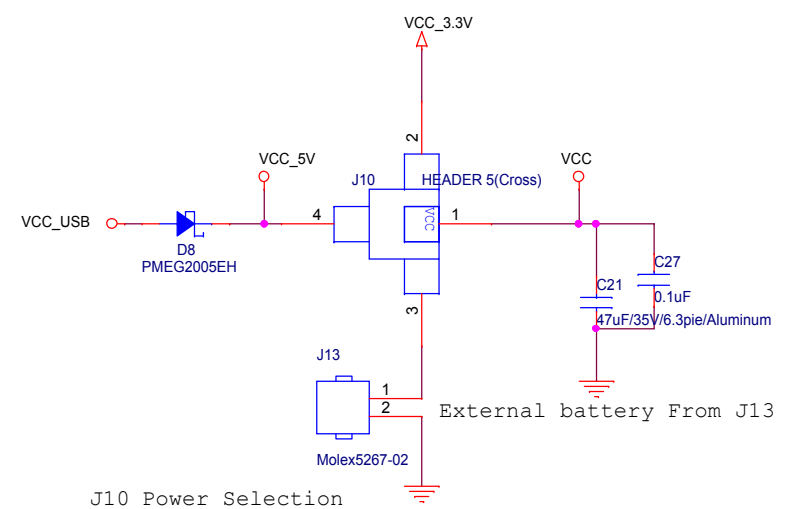 VCC_3.3V
2
VCC_5V
J10
HEADER 5(Cross)
VCC
VCC_USB
4
VCC
1
D8
PMEG2005EH
C27
C21
0.1uF
47uF/35V/6.3pie/Aluminum
3
J13
1
2
External battery From J13
Molex5267-02
J10 Power Selection